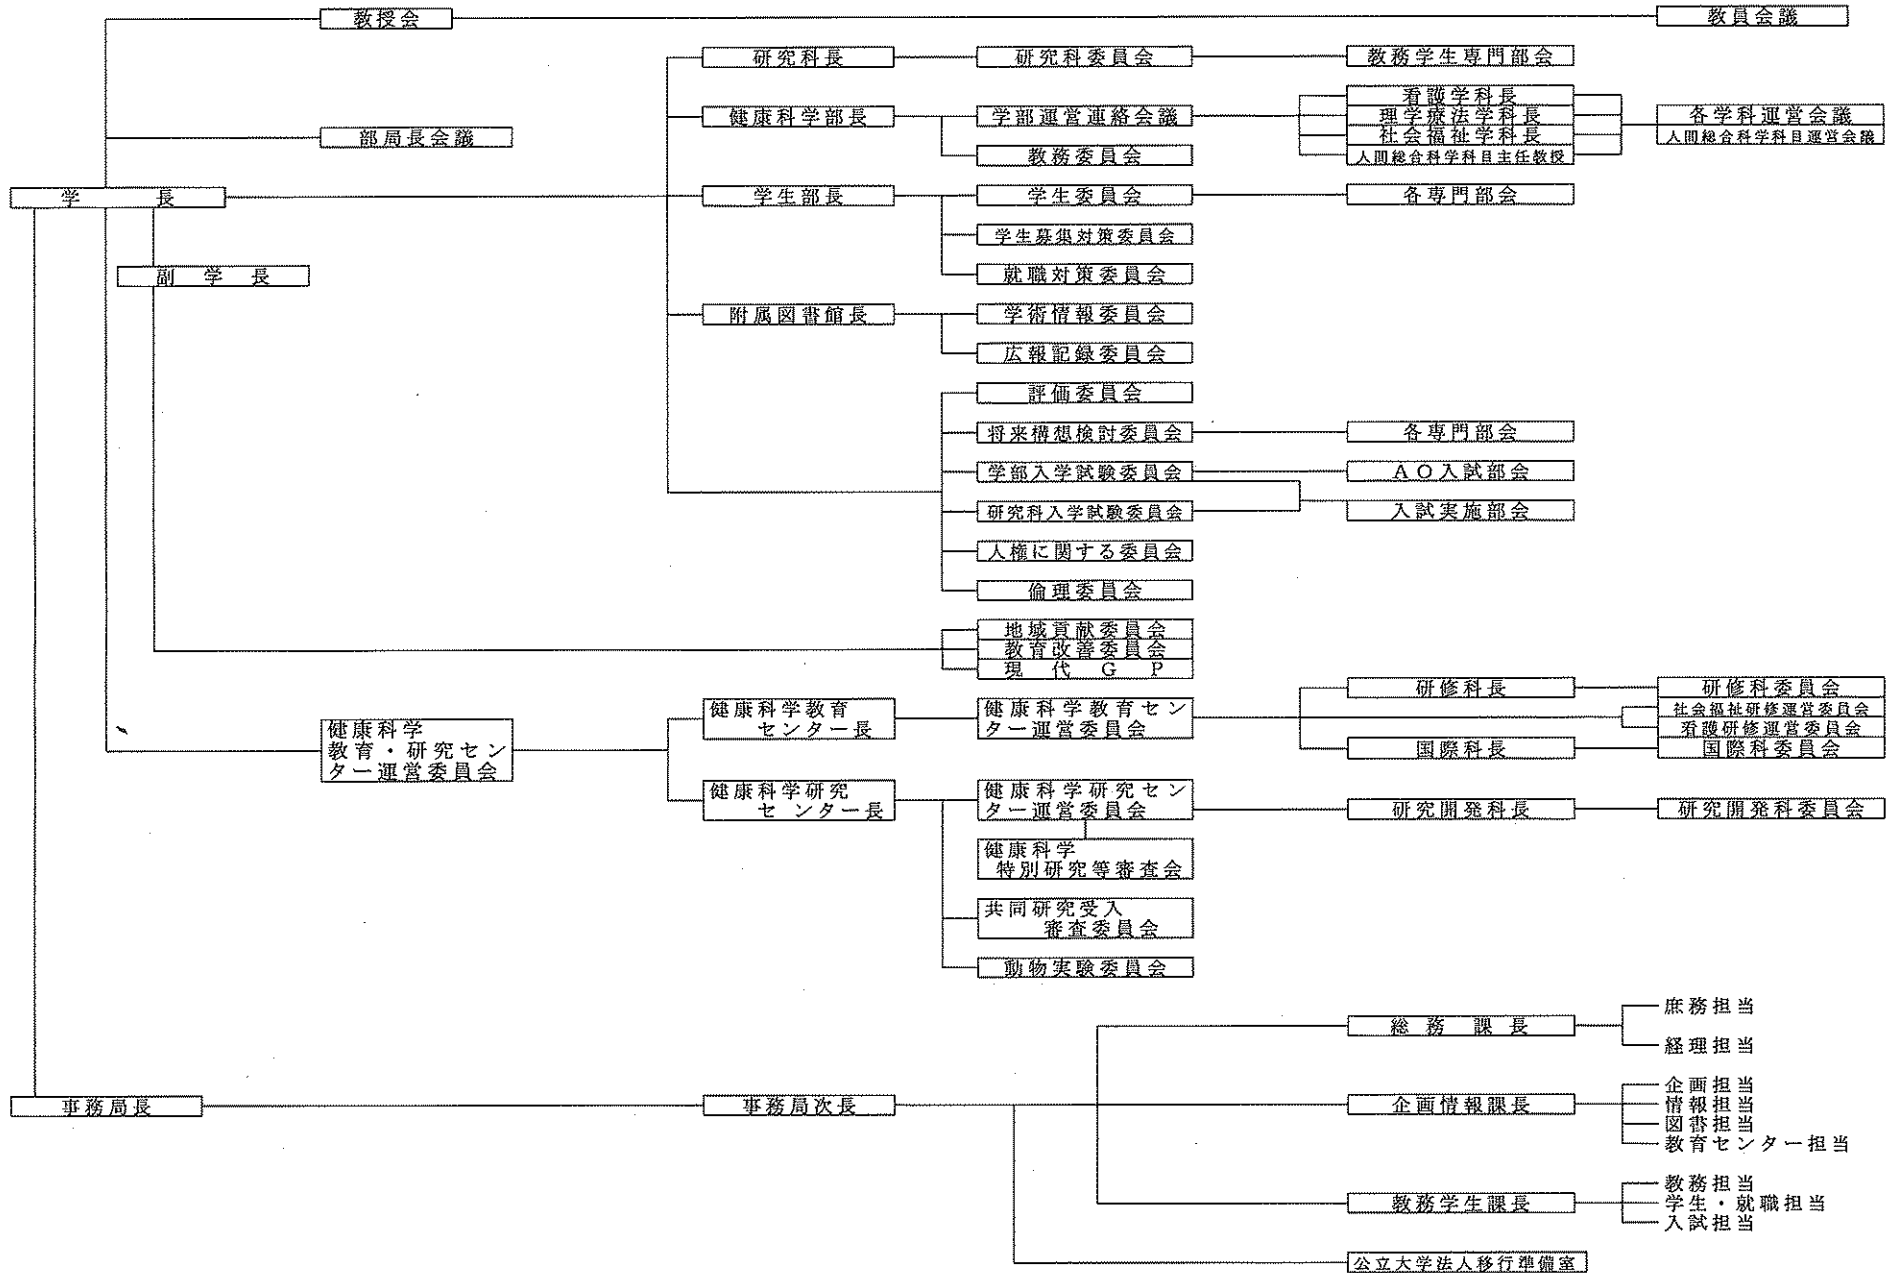 教授会
教員会議
研究科長
研究科委員会
教務学生専門部会
健康科学部長
学部運営連絡会議
看護学科長
理学療法学科長
社会福祉学科長
人間総合科学科目主任教授
各学科運営会議
人間総合科学科目運営会議
部局長会議
教務委員会
学　　　長
学生部長
学生委員会
各専門部会
学生募集対策委員会
副　学　長
就職対策委員会
附属図書館長
学術情報委員会
広報記録委員会
評価委員会
将来構想検討委員会
各専門部会
学部入学試験委員会
ＡＯ入試部会
研究科入学試験委員会
入試実施部会
人権に関する委員会
倫理委員会
地域貢献委員会
教育改善委員会
現　代　Ｇ　Ｐ
健康科学
教育・研究セン
ター運営委員会
健康科学教育
センター長
健康科学教育セン
ター運営委員会
研修科長
研修科委員会
社会福祉研修運営委員会
看護研修運営委員会
国際科長
国際科委員会
健康科学研究
センター長
健康科学研究セン
ター運営委員会
研究開発科長
研究開発科委員会
健康科学
特別研究等審査会
共同研究受入
審査委員会
動物実験委員会
事務局長
事務局次長
総　務　課　長
庶務担当
経理担当
企画情報課長
企画担当
情報担当
図書担当
教育センター担当
教務学生課長
教務担当
学生・就職担当
入試担当
公立大学法人移行準備室